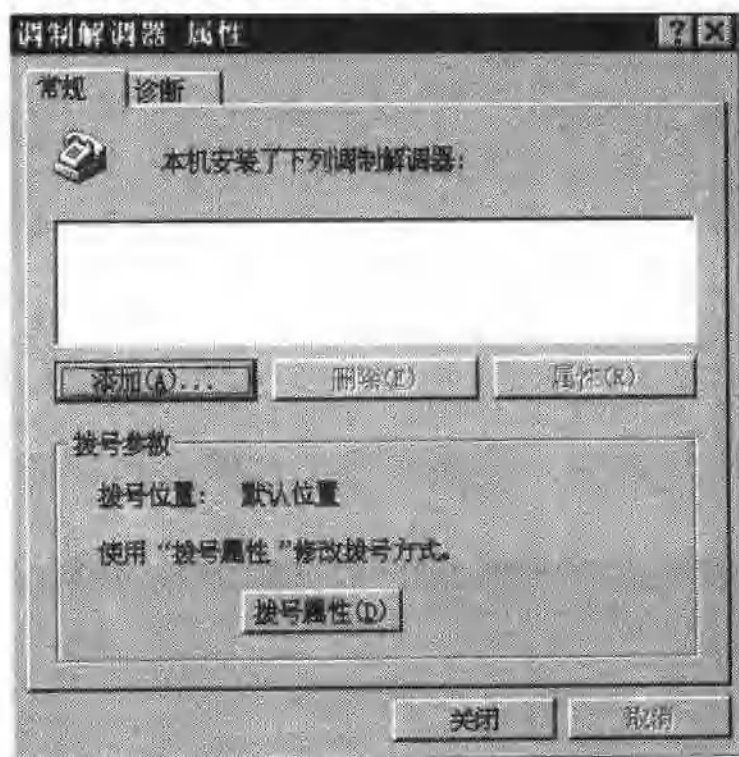 调制解调器 属性
常规 诊断
本机安装了下列调制解调器:
添加(A)... 删除(E) 属性(R)
拨号参数
拨号位置: 默认位置
使用“拨号属性”修改拨号方式。
拨号属性(D)
关闭 取消